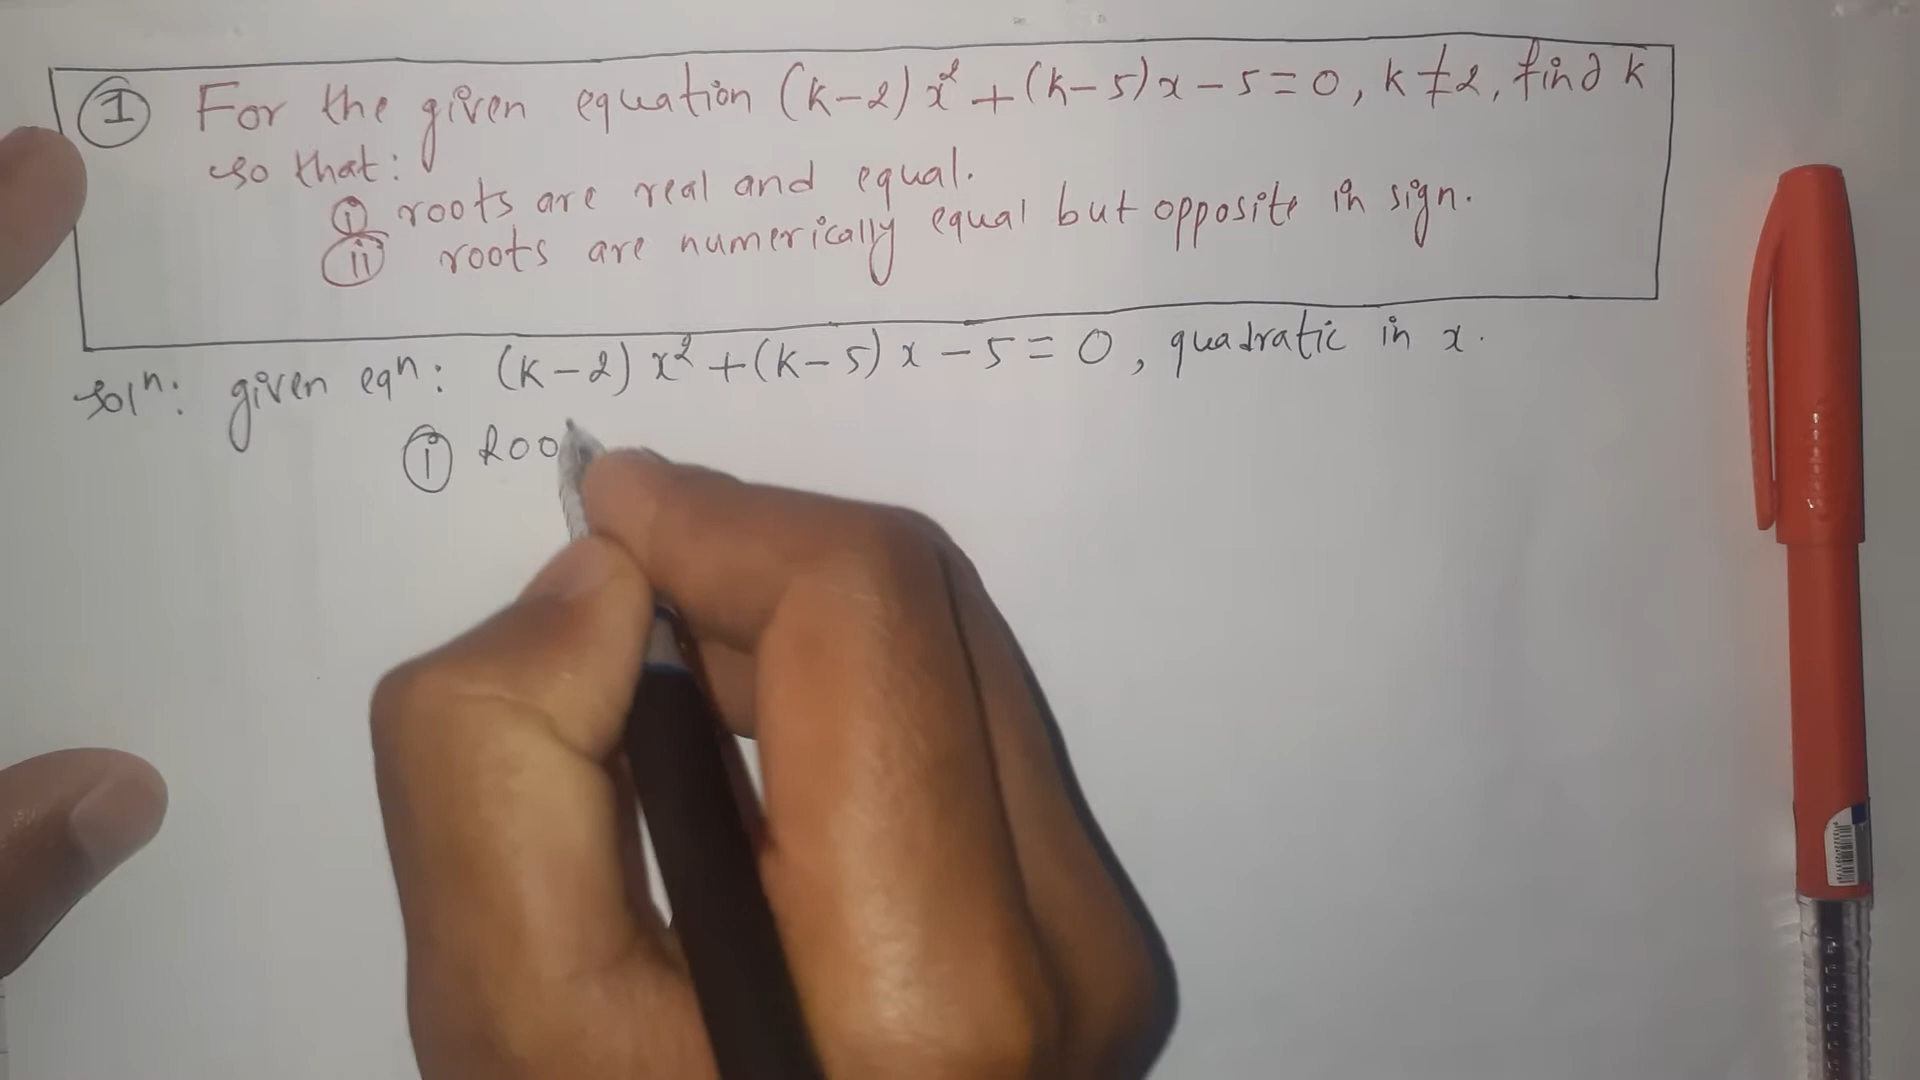 ① For the given equation (k-2)x²+(k-5)x-5=0, k≠2, find k
so that:
ⓘ roots are real and equal.
ⅱ roots are numerically equal but opposite in sign.
solⁿ: given eqⁿ: (k-2)x²+(k-5)x-5=0, quadratic in x.
ⓘ Roo